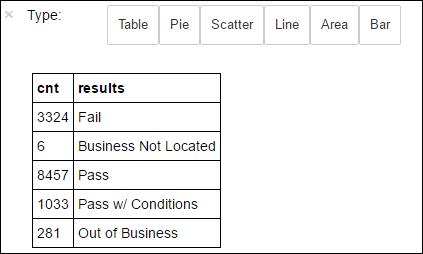 × Type: Table Pie Scatter Line Area Bar
cnt results
3324 Fail
6 Business Not Located
8457 Pass
1033 Pass w/ Conditions
281 Out of Business